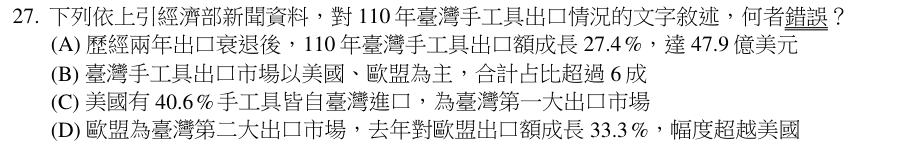 27. 下列依上引經濟部新聞資料，對 110 年臺灣手工具出口情況的文字敘述，何者錯誤？
(A) 歷經兩年出口衰退後，110 年臺灣手工具出口額成長 27.4%，達 47.9 億美元
(B) 臺灣手工具出口市場以美國、歐盟為主，合計占比超過 6 成
(C) 美國有 40.6% 手工具皆自臺灣進口，為臺灣第一大出口市場
(D) 歐盟為臺灣第二大出口市場，去年對歐盟出口額成長 33.3%，幅度超越美國